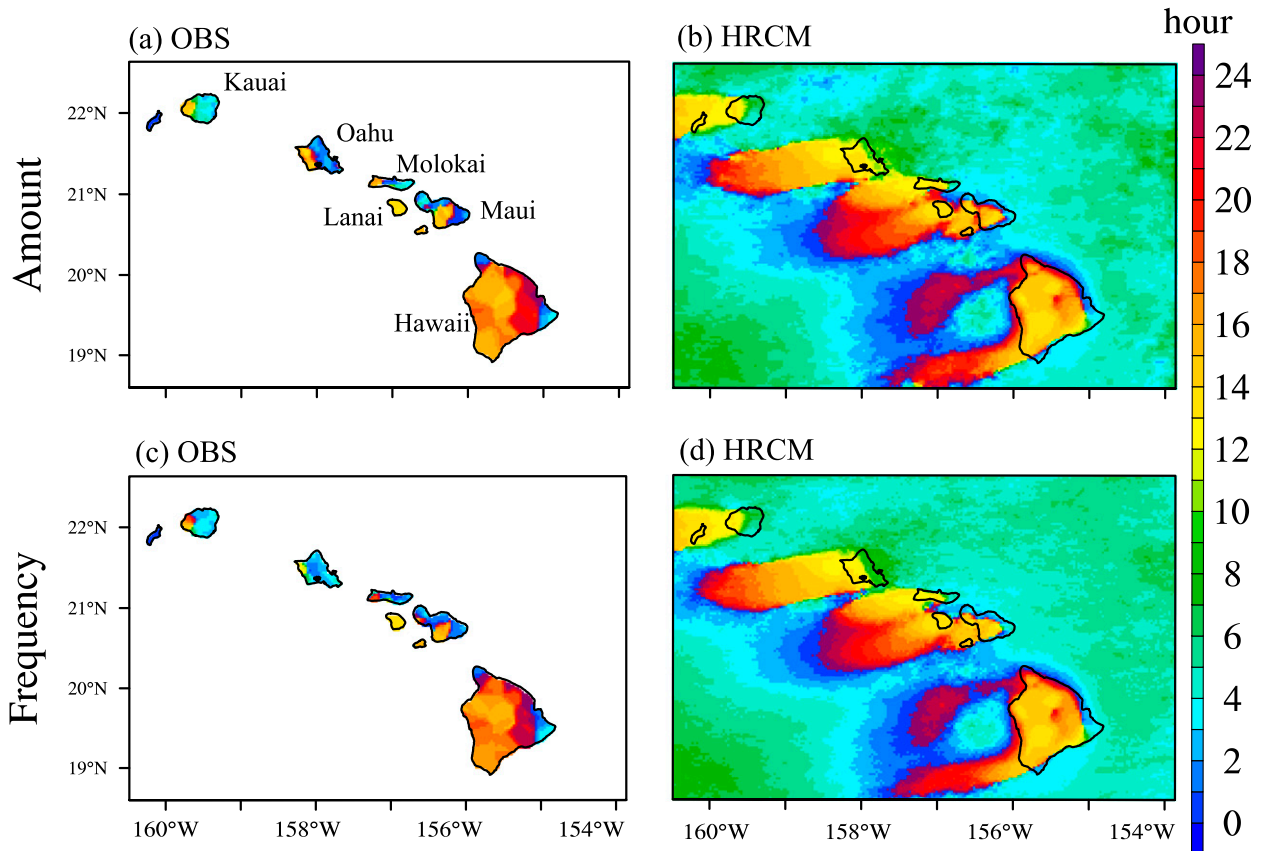 hour
(a) OBS
(b) HRCM
Amount
22°N
21°N
20°N
19°N
Kauai
Oahu
Molokai
Lanai
Maui
Hawaii
(c) OBS
(d) HRCM
Frequency
22°N
21°N
20°N
19°N
160°W
158°W
156°W
154°W
160°W
158°W
156°W
154°W
24
22
20
18
16
14
12
10
8
6
4
2
0